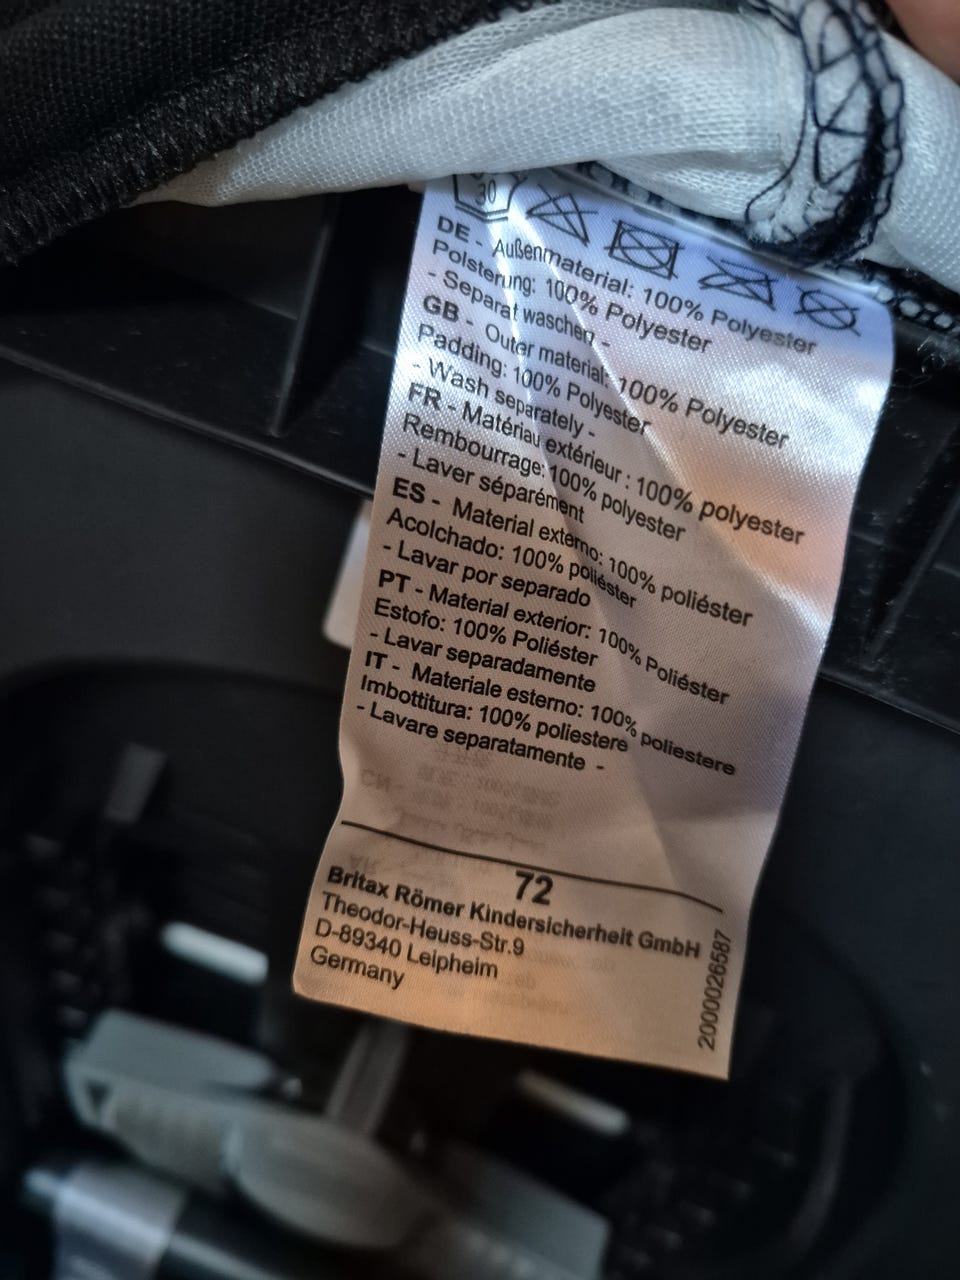 30
DE - Außenmaterial: 100% Polyester
Polsterung: 100% Polyester
- Separat waschen -
GB - Outer material: 100% Polyester
Padding: 100% Polyester
- Wash separately -
FR - Matériau extérieur : 100% polyester
Rembourrage: 100% polyester
- Laver séparément
ES - Material externo: 100% poliéster
Acolchado: 100% poliéster
- Lavar por separado
PT - Material exterior: 100% Poliéster
Estofo: 100% Poliéster
- Lavar separadamente
IT - Materiale esterno: 100% poliestere
Imbottitura: 100% poliestere
- Lavare separatamente -
72
Britax Römer Kindersicherheit GmbH
Theodor-Heuss-Str.9
D-89340 Leipheim
Germany
2000026587